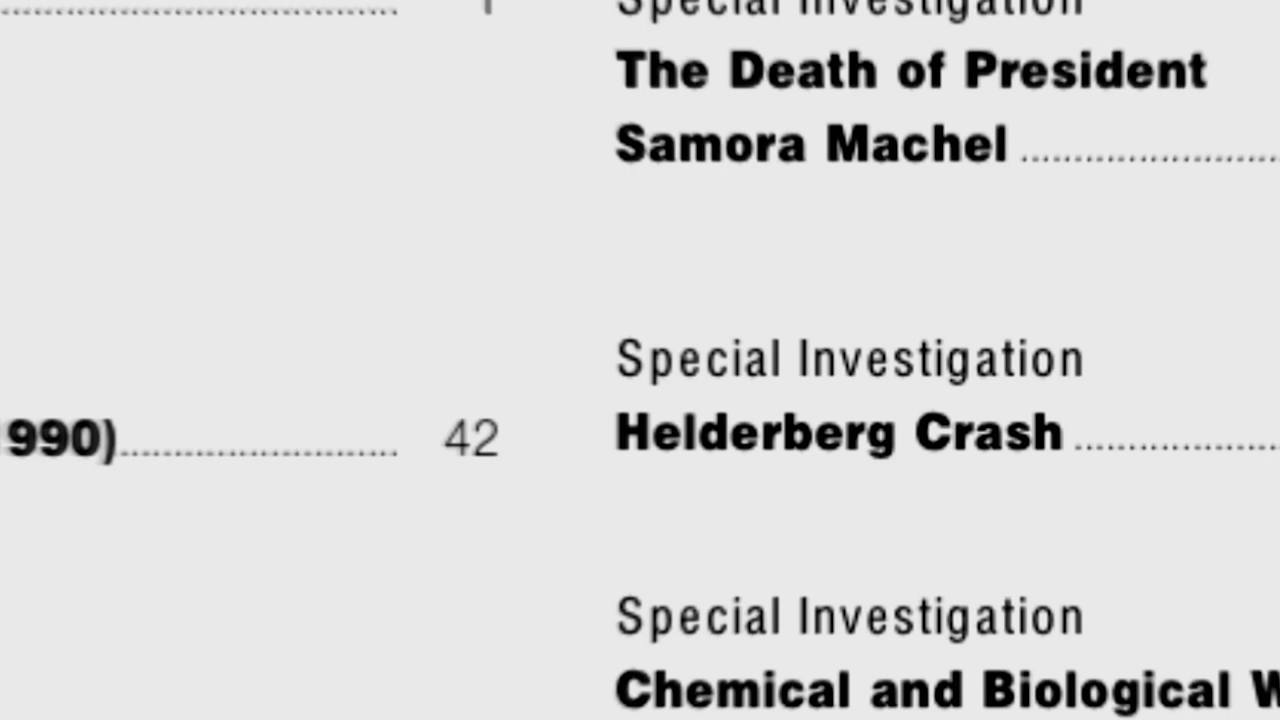 Special Investigation
The Death of President
Samora Machel
990) 42
Special Investigation
Helderberg Crash
Special Investigation
Chemical and Biological